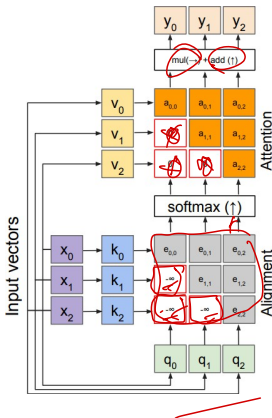 y0 y1 y2
mul(→) + add (↑)
v0 a0,0 a0,1 a0,2
v1 a1,1 a1,2
v2 a2,2
Attention
softmax (↑)
Input vectors
x0 k0 e0,0 e0,1 e0,2
x1 k1 -∞ e1,1 e1,2
x2 k2 -∞ -∞ e2,2
Alignment
q0 q1 q2